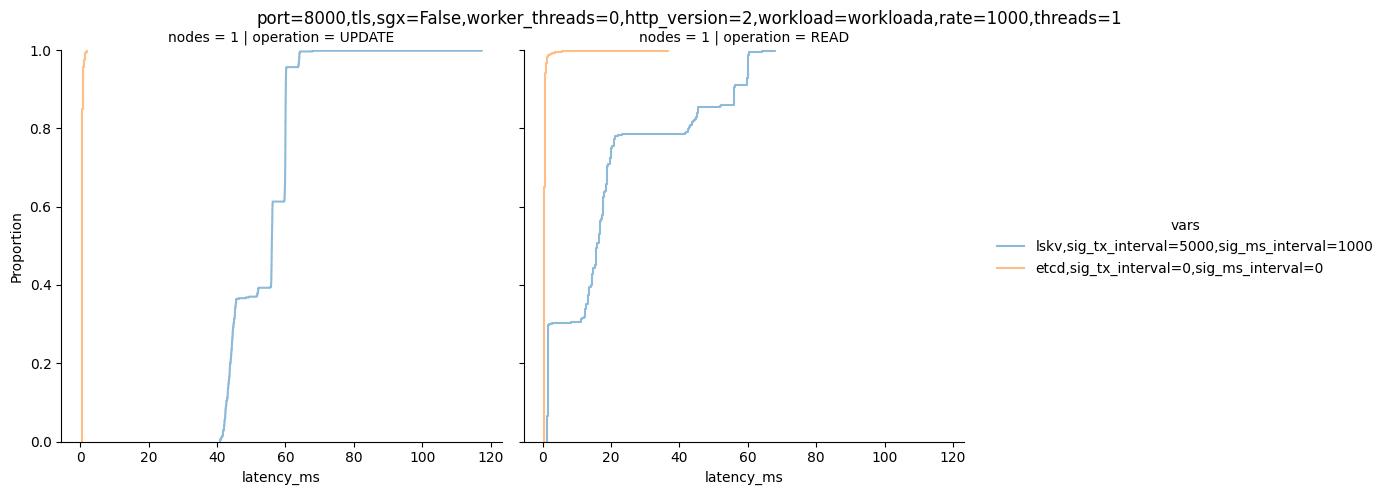 port=8000,tls,sgx=False,worker_threads=0,http_version=2,workload=workloada,rate=1000,threads=1
nodes = 1 | operation = UPDATE
nodes = 1 | operation = READ
1.0
0.8
0.6
0.4
0.2
0.0
Proportion
0 20 40 60 80 100 120
latency_ms
0 20 40 60 80 100 120
latency_ms
vars
lskv,sig_tx_interval=5000,sig_ms_interval=1000
etcd,sig_tx_interval=0,sig_ms_interval=0